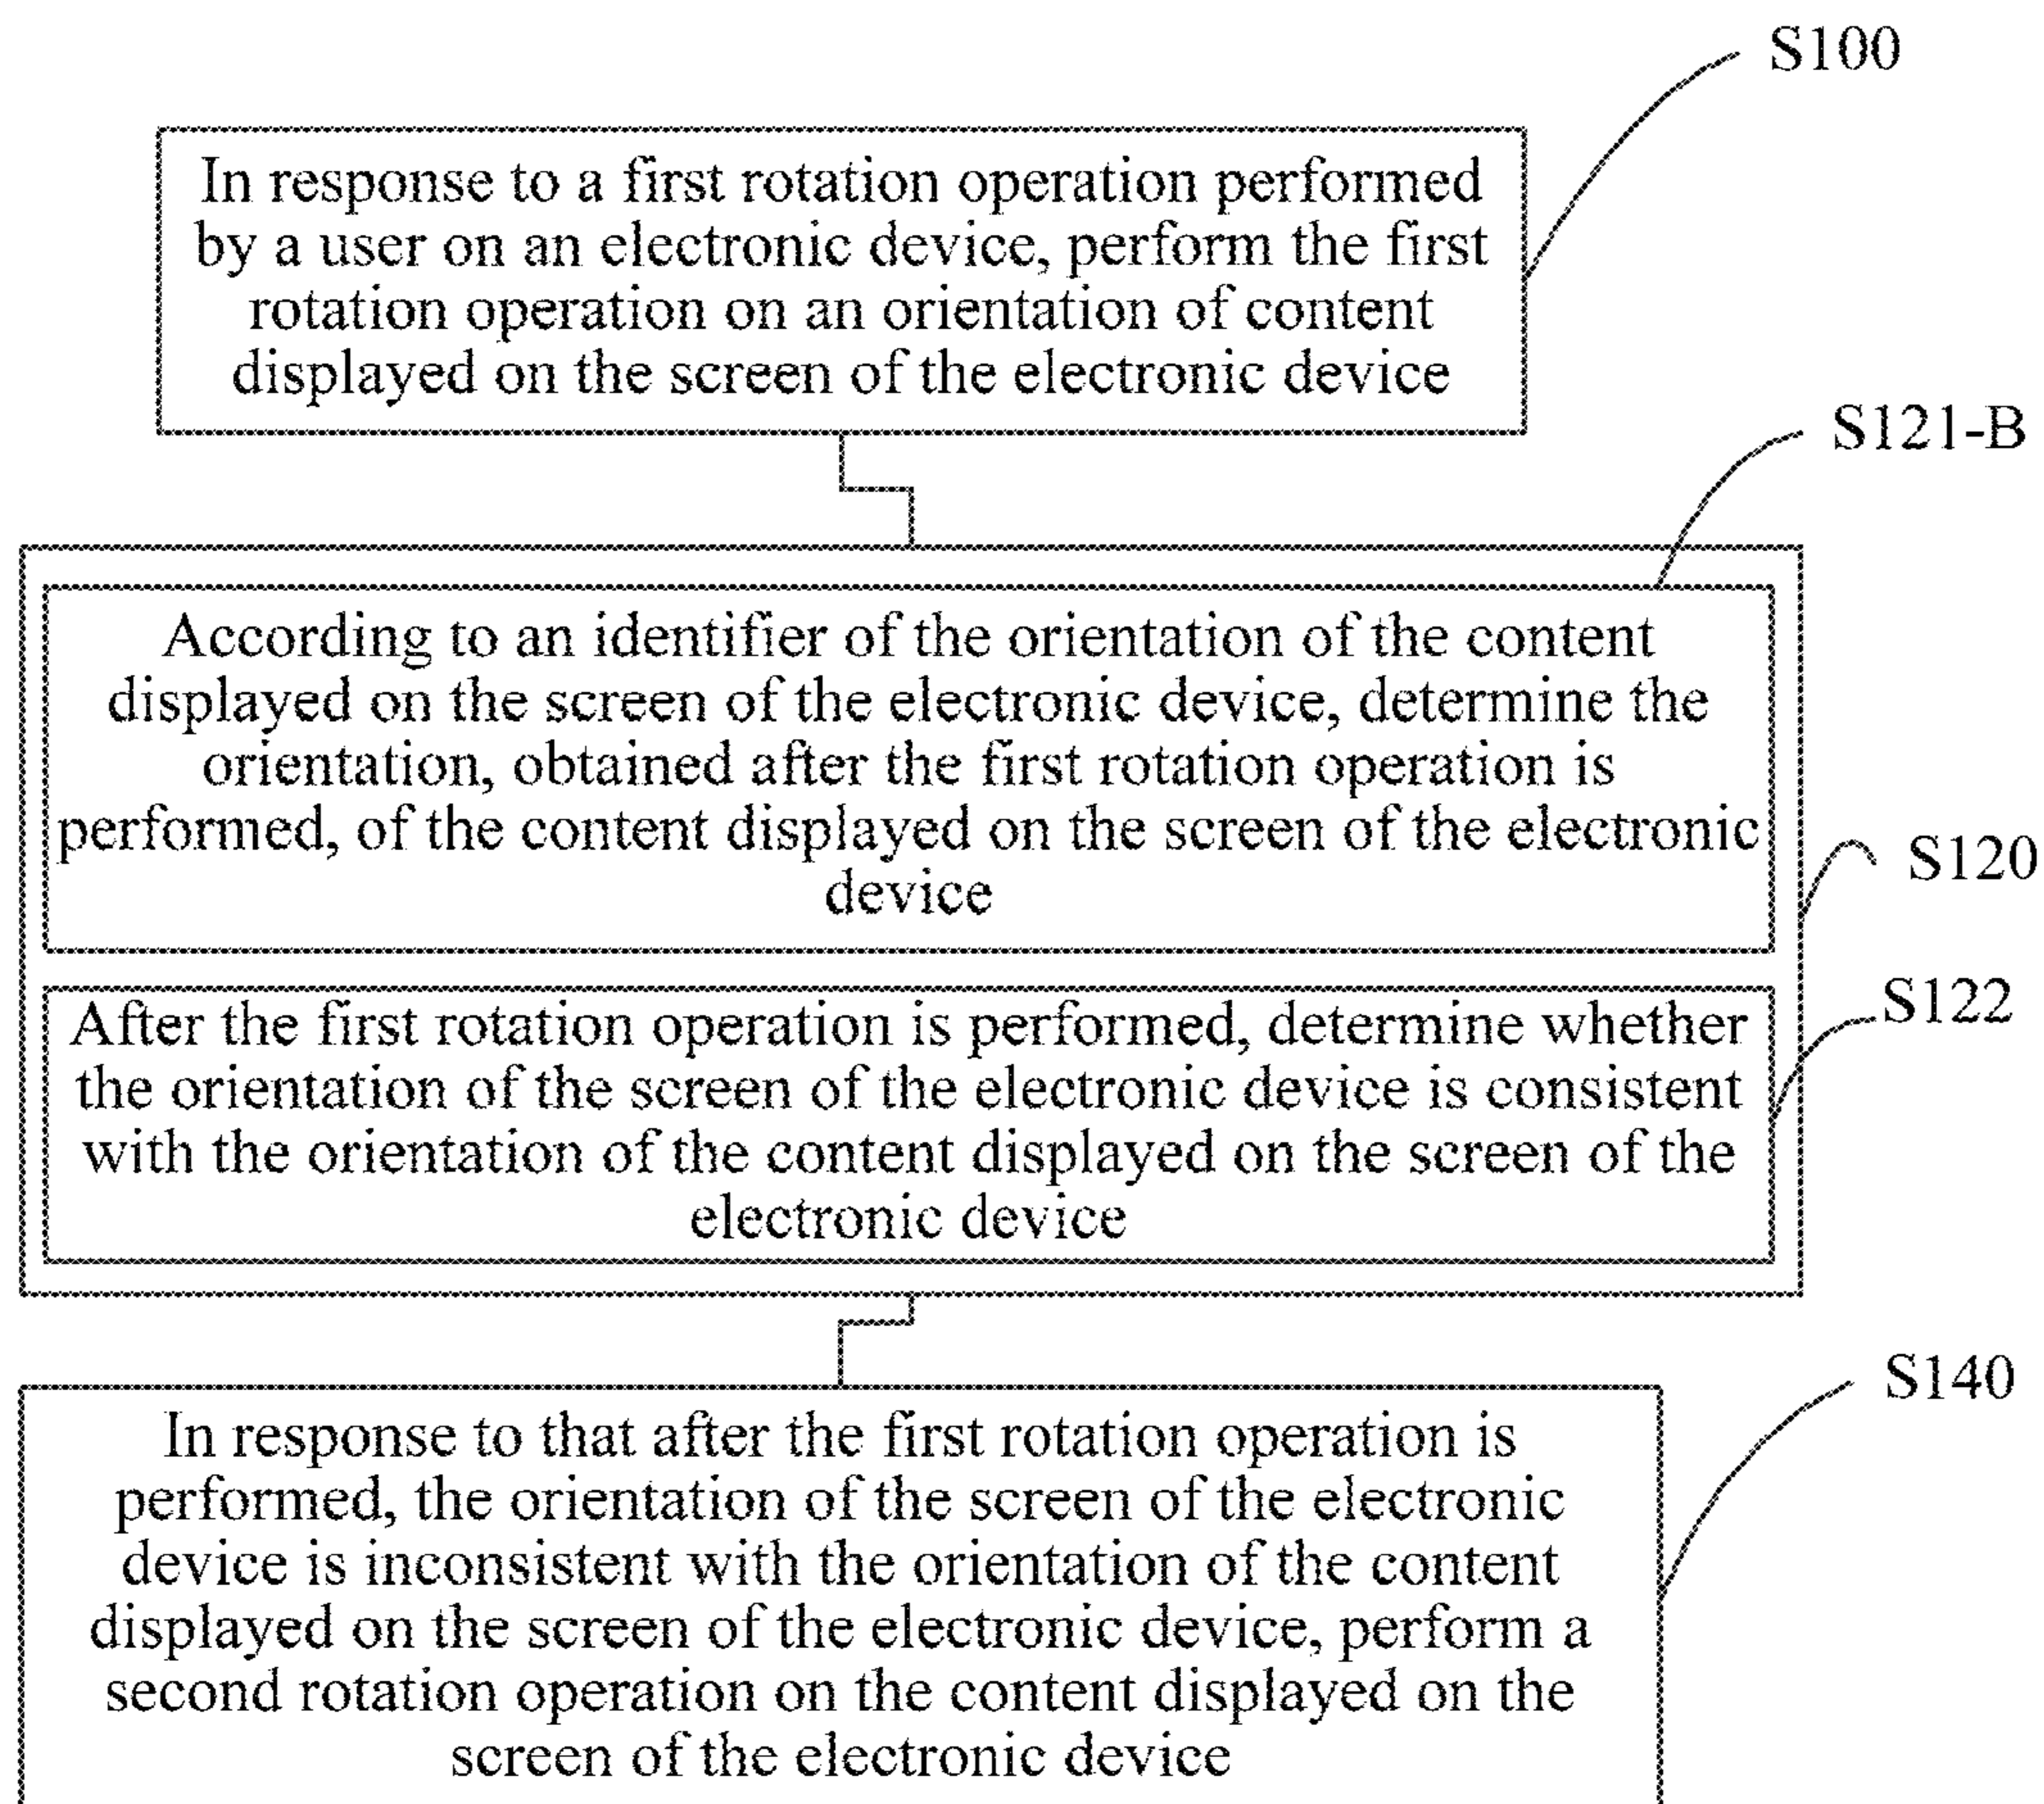 S100
In response to a first rotation operation performed
by a user on an electronic device, perform the first
rotation operation on an orientation of content
displayed on the screen of the electronic device
S121-B
According to an identifier of the orientation of the content
displayed on the screen of the electronic device, determine the
orientation, obtained after the first rotation operation is
performed, of the content displayed on the screen of the electronic
device
S120
After the first rotation operation is performed, determine whether
the orientation of the screen of the electronic device is consistent
with the orientation of the content displayed on the screen of the
electronic device
S122
S140
In response to that after the first rotation operation is
performed, the orientation of the screen of the electronic
device is inconsistent with the orientation of the content
displayed on the screen of the electronic device, perform a
second rotation operation on the content displayed on the
screen of the electronic device